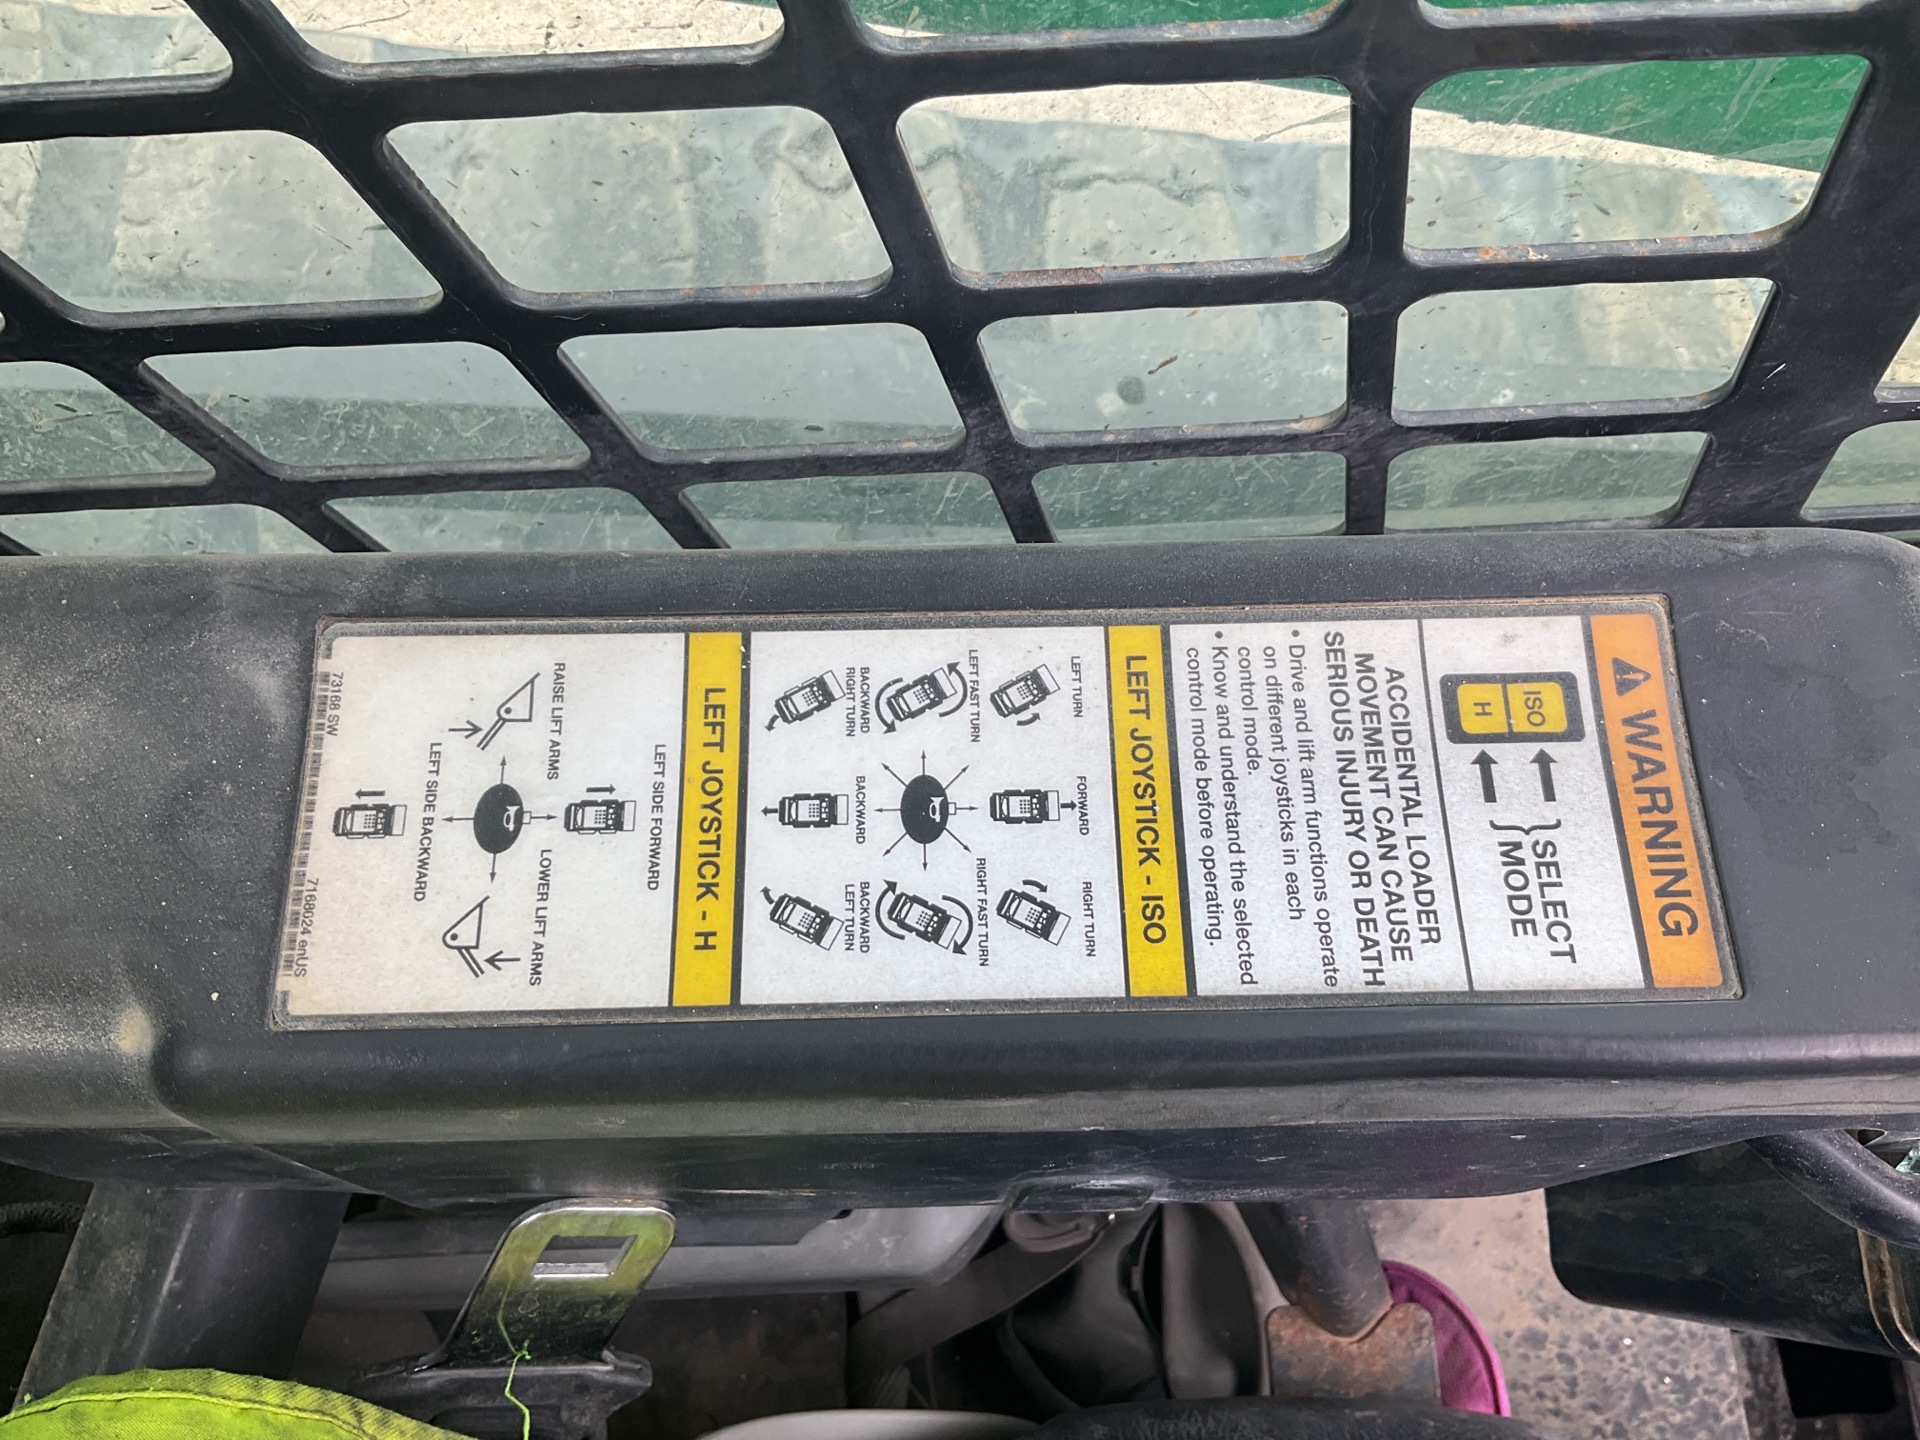 WARNING
ISO
H
SELECT
MODE
ACCIDENTAL LOADER
MOVEMENT CAN CAUSE
SERIOUS INJURY OR DEATH
• Drive and lift arm functions operate
on different joysticks in each
control mode.
• Know and understand the selected
control mode before operating.
LEFT JOYSTICK - ISO
LEFT TURN
FORWARD
RIGHT TURN
LEFT FAST TURN
RIGHT FAST TURN
BACKWARD
RIGHT TURN
BACKWARD
BACKWARD
LEFT TURN
LEFT JOYSTICK - H
LEFT SIDE FORWARD
RAISE LIFT ARMS
LOWER LIFT ARMS
LEFT SIDE BACKWARD
73168 SW
7168024 enUS